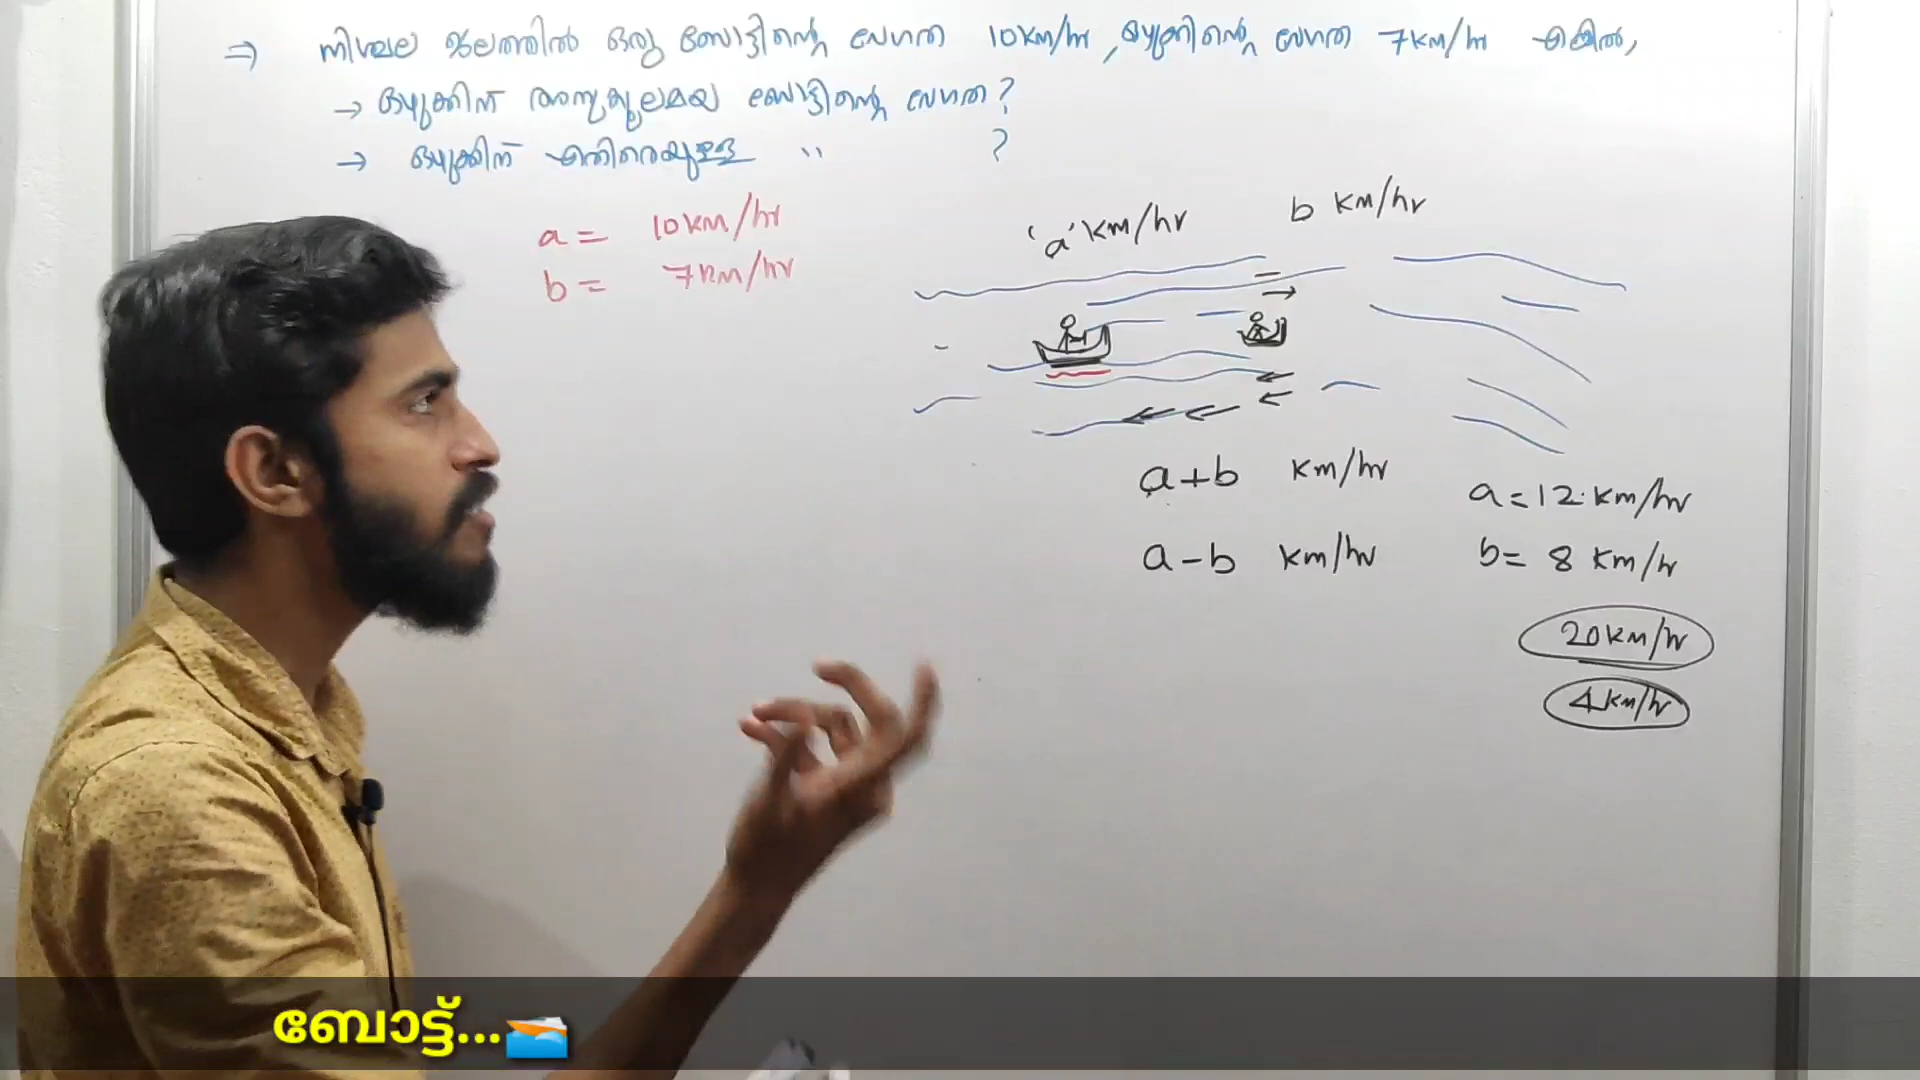 ⇒ നിശ്ചല ജലത്തിൽ ഒരു ബോട്ടിന്റെ വേഗത 10km/hr, ഒഴുക്കിന്റെ വേഗത 7km/hr എങ്കിൽ,
→ ഒഴുക്കിന് അനുകൂലമായ ബോട്ടിന്റെ വേഗത?
→ ഒഴുക്കിന് എതിരെയുള്ള " ?
a = 10km/hr
b = 7km/hr
'a' km/hr b km/hr
a+b km/hr
a-b km/hr
a = 12 km/hr
b = 8 km/hr
20km/hr
4km/hr
ബോട്ട്...